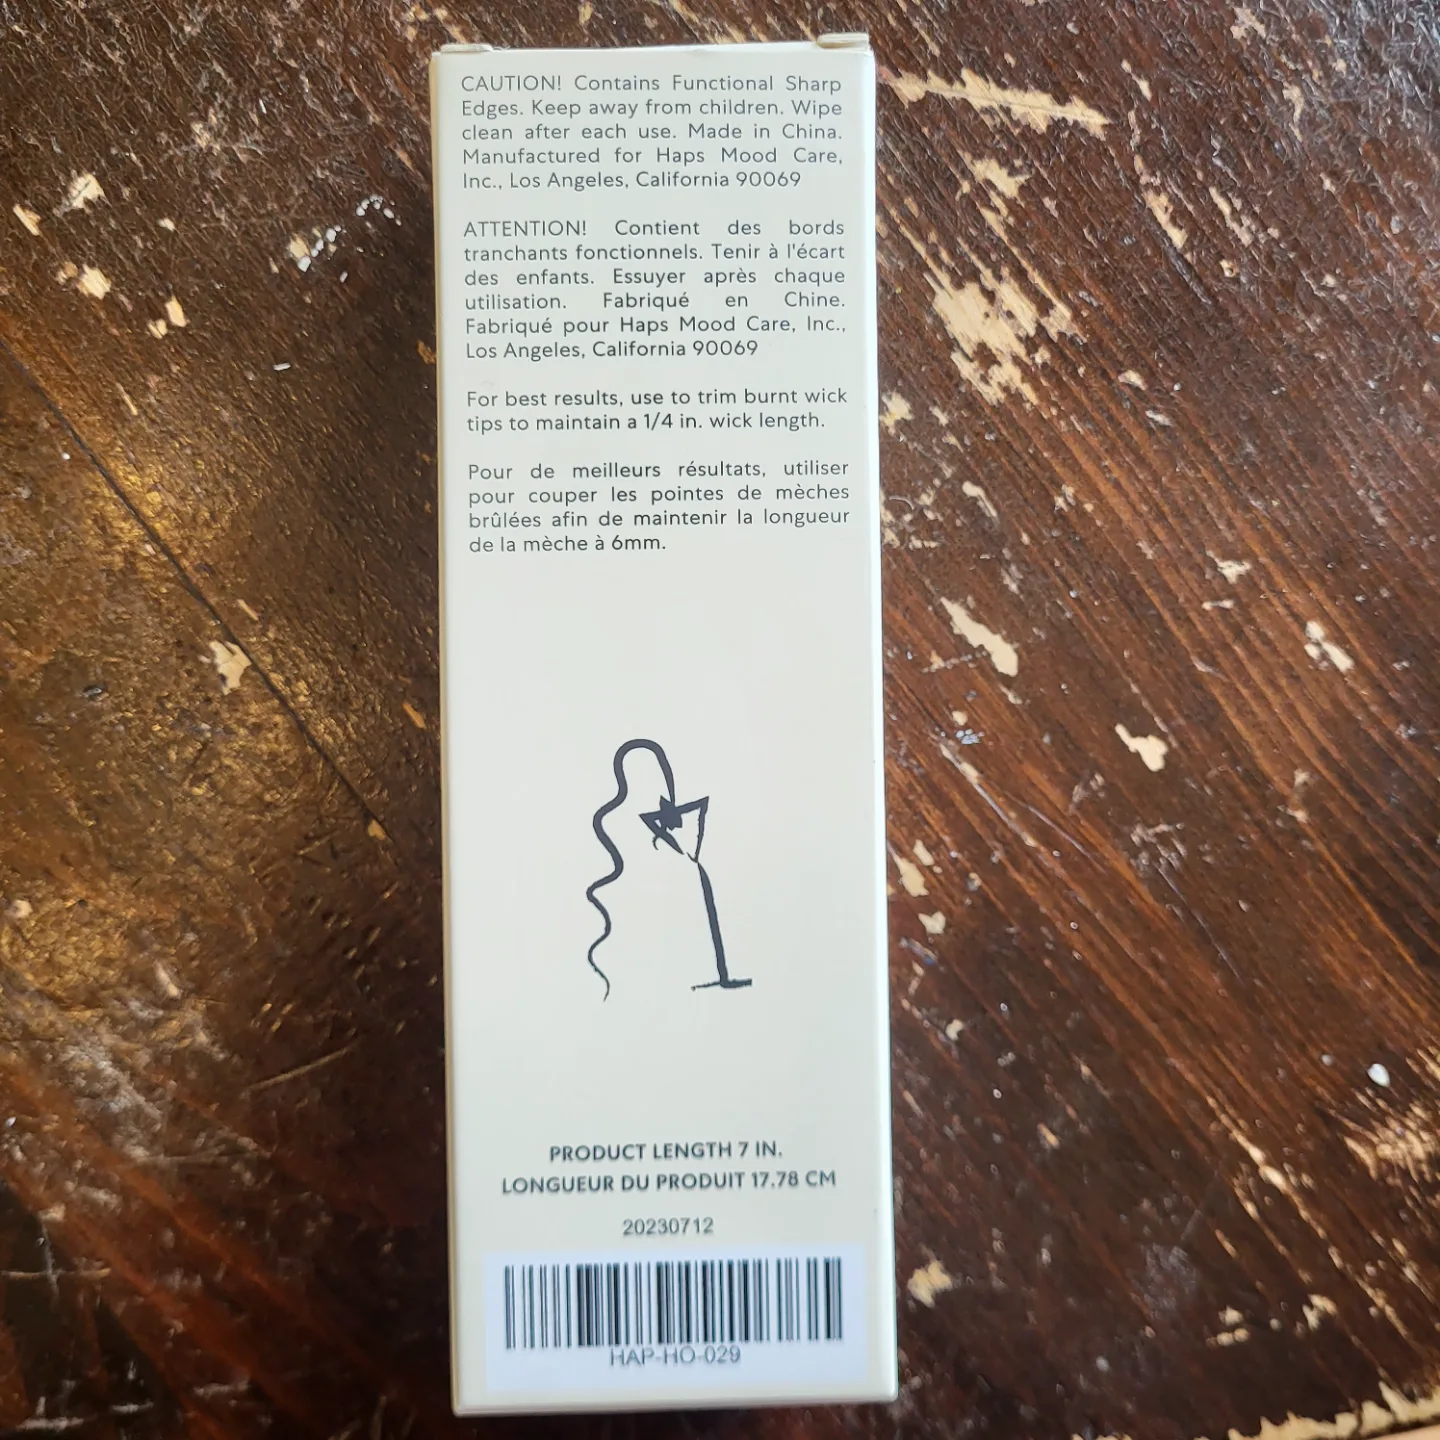 CAUTION! Contains Functional Sharp
Edges. Keep away from children. Wipe
clean after each use. Made in China.
Manufactured for Haps Mood Care,
Inc., Los Angeles, California 90069
ATTENTION! Contient des bords
tranchants fonctionnels. Tenir à l'écart
des enfants. Essuyer après chaque
utilisation. Fabriqué en Chine.
Fabriqué pour Haps Mood Care, Inc.,
Los Angeles, California 90069
For best results, use to trim burnt wick
tips to maintain a 1/4 in. wick length.
Pour de meilleurs résultats, utiliser
pour couper les pointes de mèches
brûlées afin de maintenir la longueur
de la mèche à 6mm.
PRODUCT LENGTH 7 IN.
LONGUEUR DU PRODUIT 17.78 CM
20230712
HAP-HO-029